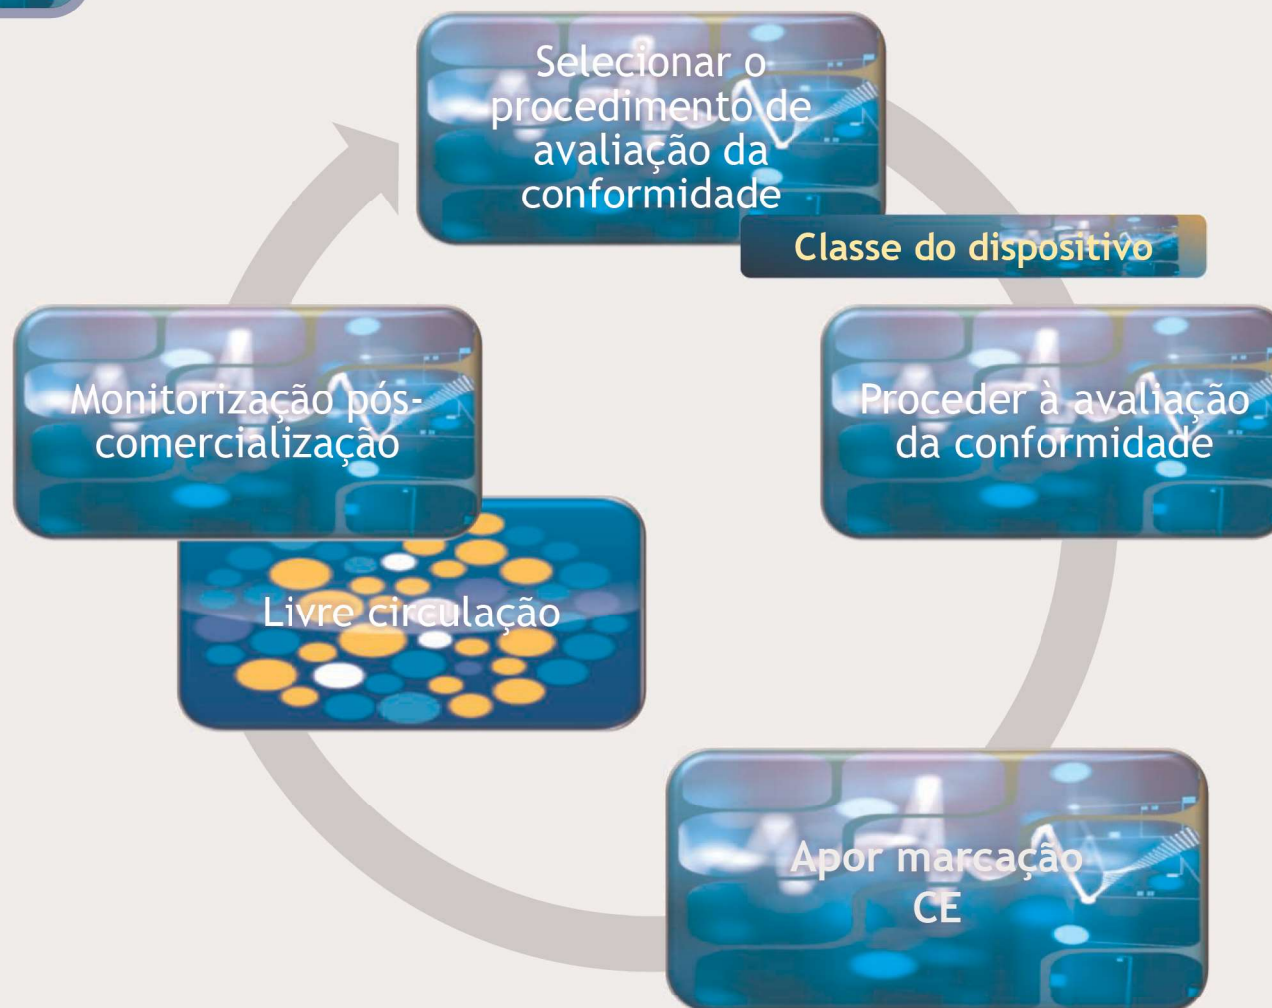 Selecionar o
procedimento de
avaliação da
conformidade
Classe do dispositivo
Proceder à avaliação
da conformidade
Apor marcação
CE
Livre circulação
Monitorização pós-
comercialização